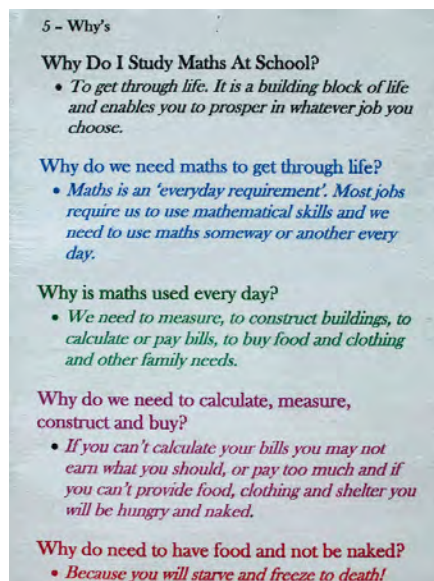 5 – Why's
Why Do I Study Maths At School?
• To get through life. It is a building block of life
and enables you to prosper in whatever job you
choose.
Why do we need maths to get through life?
• Maths is an 'everyday requirement'. Most jobs
require us to use mathematical skills and we
need to use maths someway or another every
day.
Why is maths used every day?
• We need to measure, to construct buildings, to
calculate or pay bills, to buy food and clothing
and other family needs.
Why do we need to calculate, measure,
construct and buy?
• If you can't calculate your bills you may not
earn what you should, or pay too much and if
you can't provide food, clothing and shelter you
will be hungry and naked.
Why do need to have food and not be naked?
• Because you will starve and freeze to death!